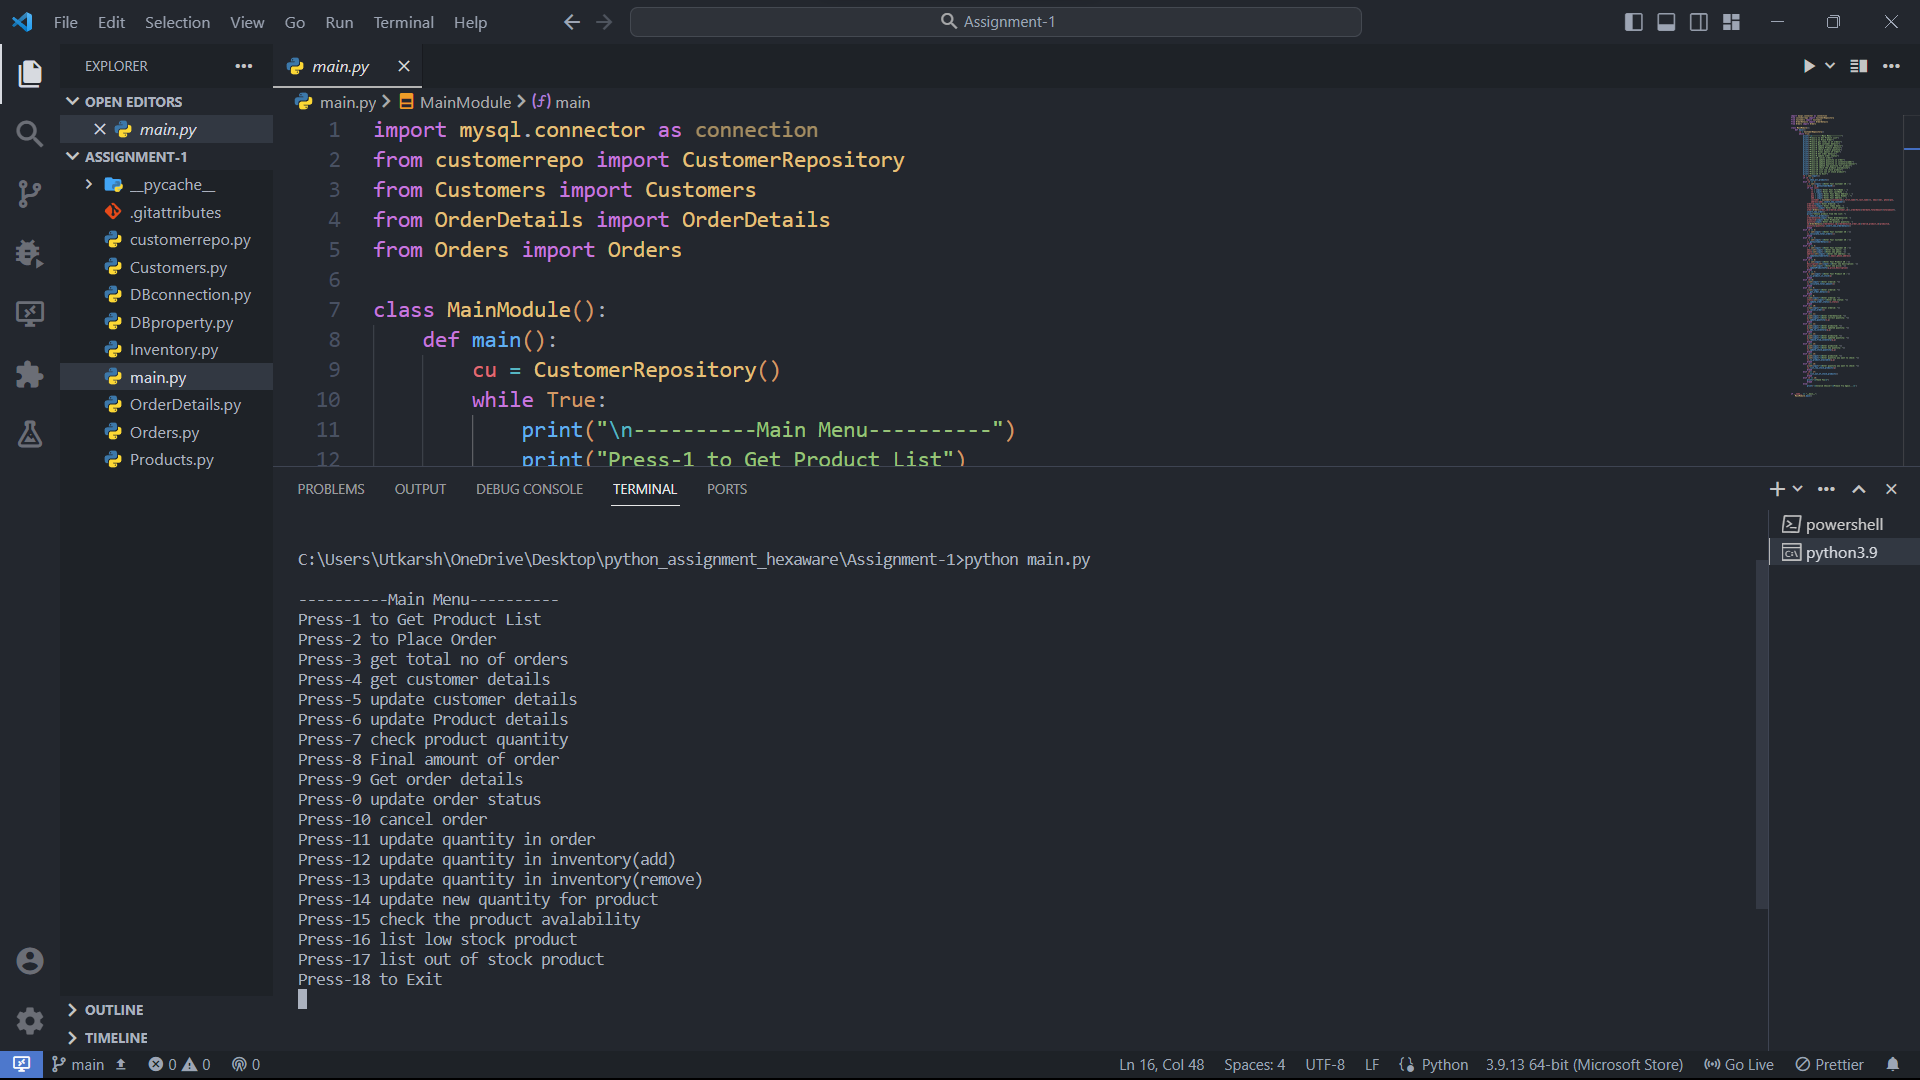 File Edit Selection View Go Run Terminal Help
Assignment-1
EXPLORER
OPEN EDITORS
main.py
ASSIGNMENT-1
__pycache__
.gitattributes
customerrepo.py
Customers.py
DBconnection.py
DBproperty.py
Inventory.py
main.py
OrderDetails.py
Orders.py
Products.py
OUTLINE
TIMELINE
main.py
main.py > MainModule > main
1 import mysql.connector as connection
2 from customerrepo import CustomerRepository
3 from Customers import Customers
4 from OrderDetails import OrderDetails
5 from Orders import Orders
6
7 class MainModule():
8 def main():
9 cu = CustomerRepository()
10 while True:
11 print("\n----------Main Menu----------")
12 print("Press-1 to Get Product List")
PROBLEMS OUTPUT DEBUG CONSOLE TERMINAL PORTS
C:\Users\Utkarsh\OneDrive\Desktop\python_assignment_hexaware\Assignment-1>python main.py
----------Main Menu----------
Press-1 to Get Product List
Press-2 to Place Order
Press-3 get total no of orders
Press-4 get customer details
Press-5 update customer details
Press-6 update Product details
Press-7 check product quantity
Press-8 Final amount of order
Press-9 Get order details
Press-0 update order status
Press-10 cancel order
Press-11 update quantity in order
Press-12 update quantity in inventory(add)
Press-13 update quantity in inventory(remove)
Press-14 update new quantity for product
Press-15 check the product avalability
Press-16 list low stock product
Press-17 list out of stock product
Press-18 to Exit
powershell
python3.9
main 0 0 0 Ln 16, Col 48 Spaces: 4 UTF-8 LF Python 3.9.13 64-bit (Microsoft Store) Go Live Prettier